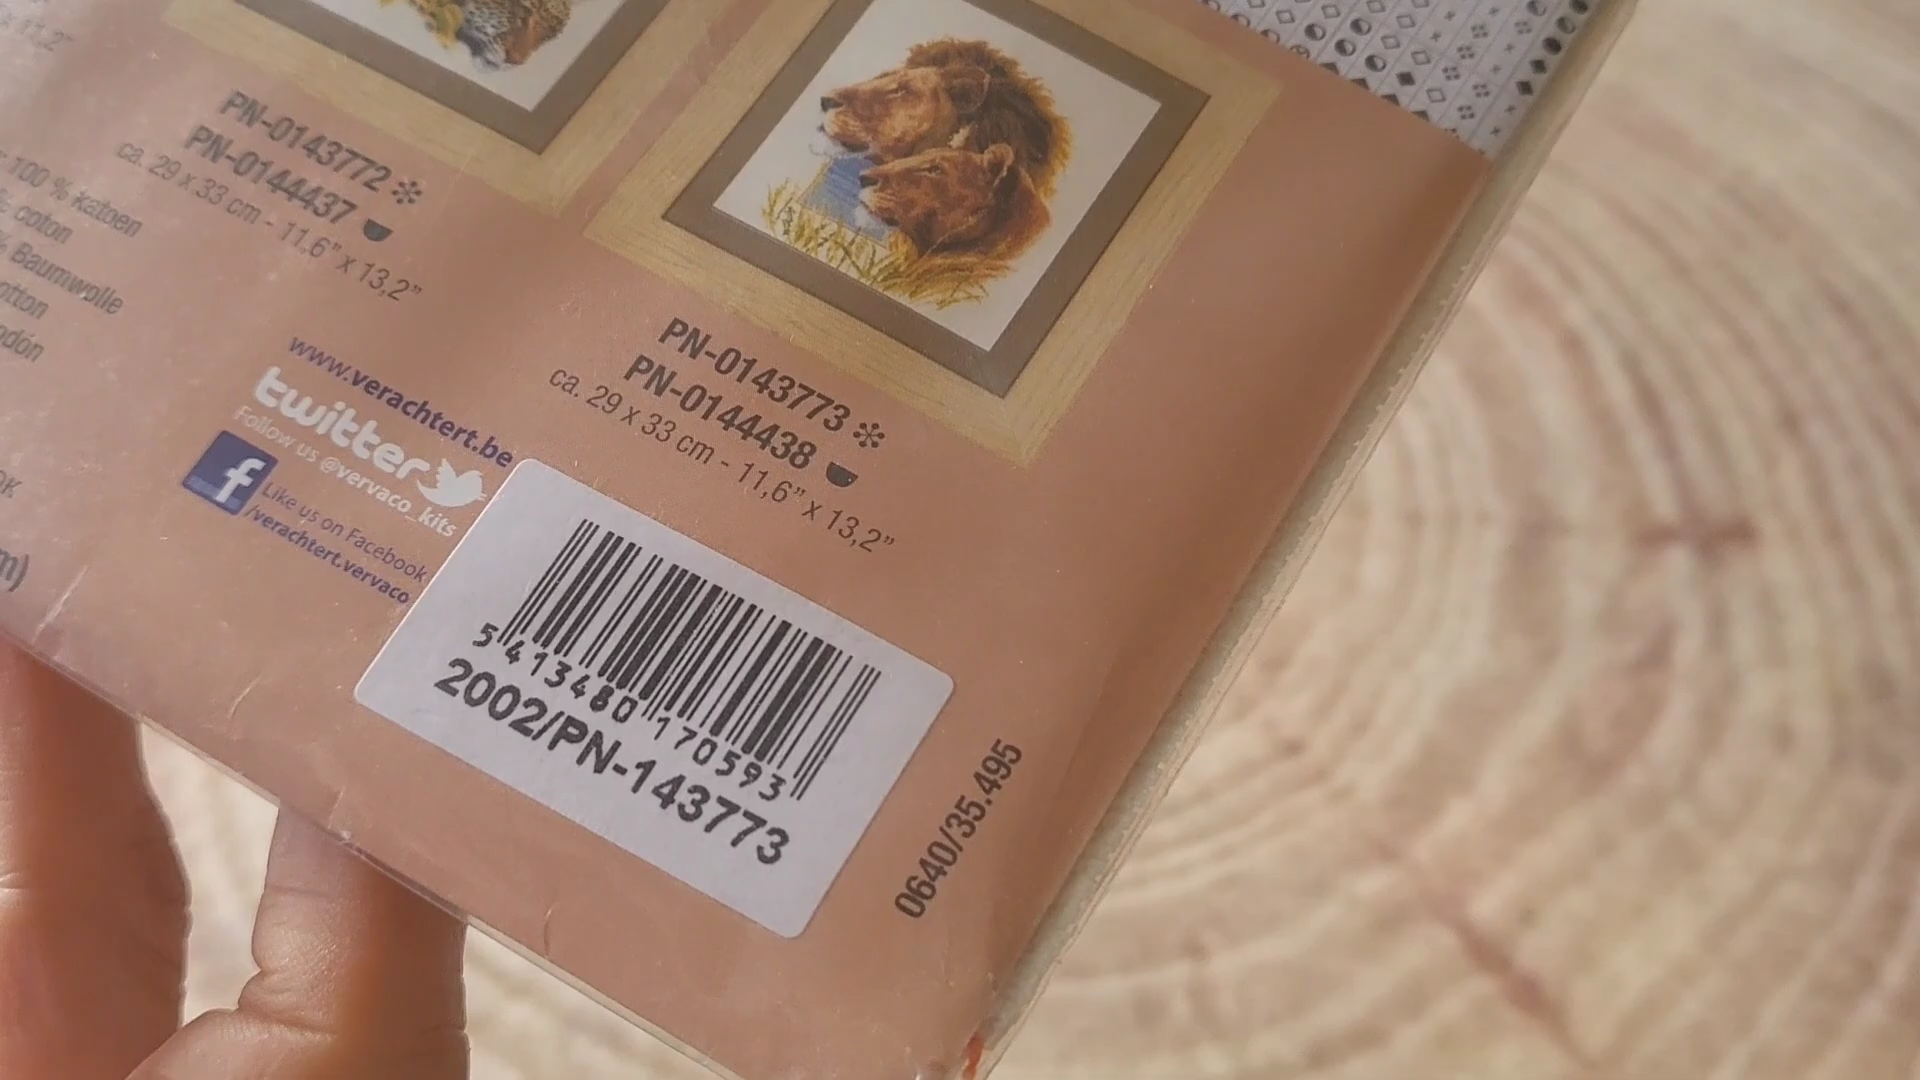 11.2"
PN-0143772 *
PN-0144437
ca. 29 x 33 cm - 11.6" x 13,2"
100 % katoen
% coton
% Baumwolle
PN-0143773 *
PN-0144438
ca. 29 x 33 cm - 11,6" x 13,2"
www.verachtert.be
twitter
Follow us @vervaco_kits
f Like us on Facebook
/verachtert.vervaco
5 413480 170593
2002/PN-143773
0640/35.495